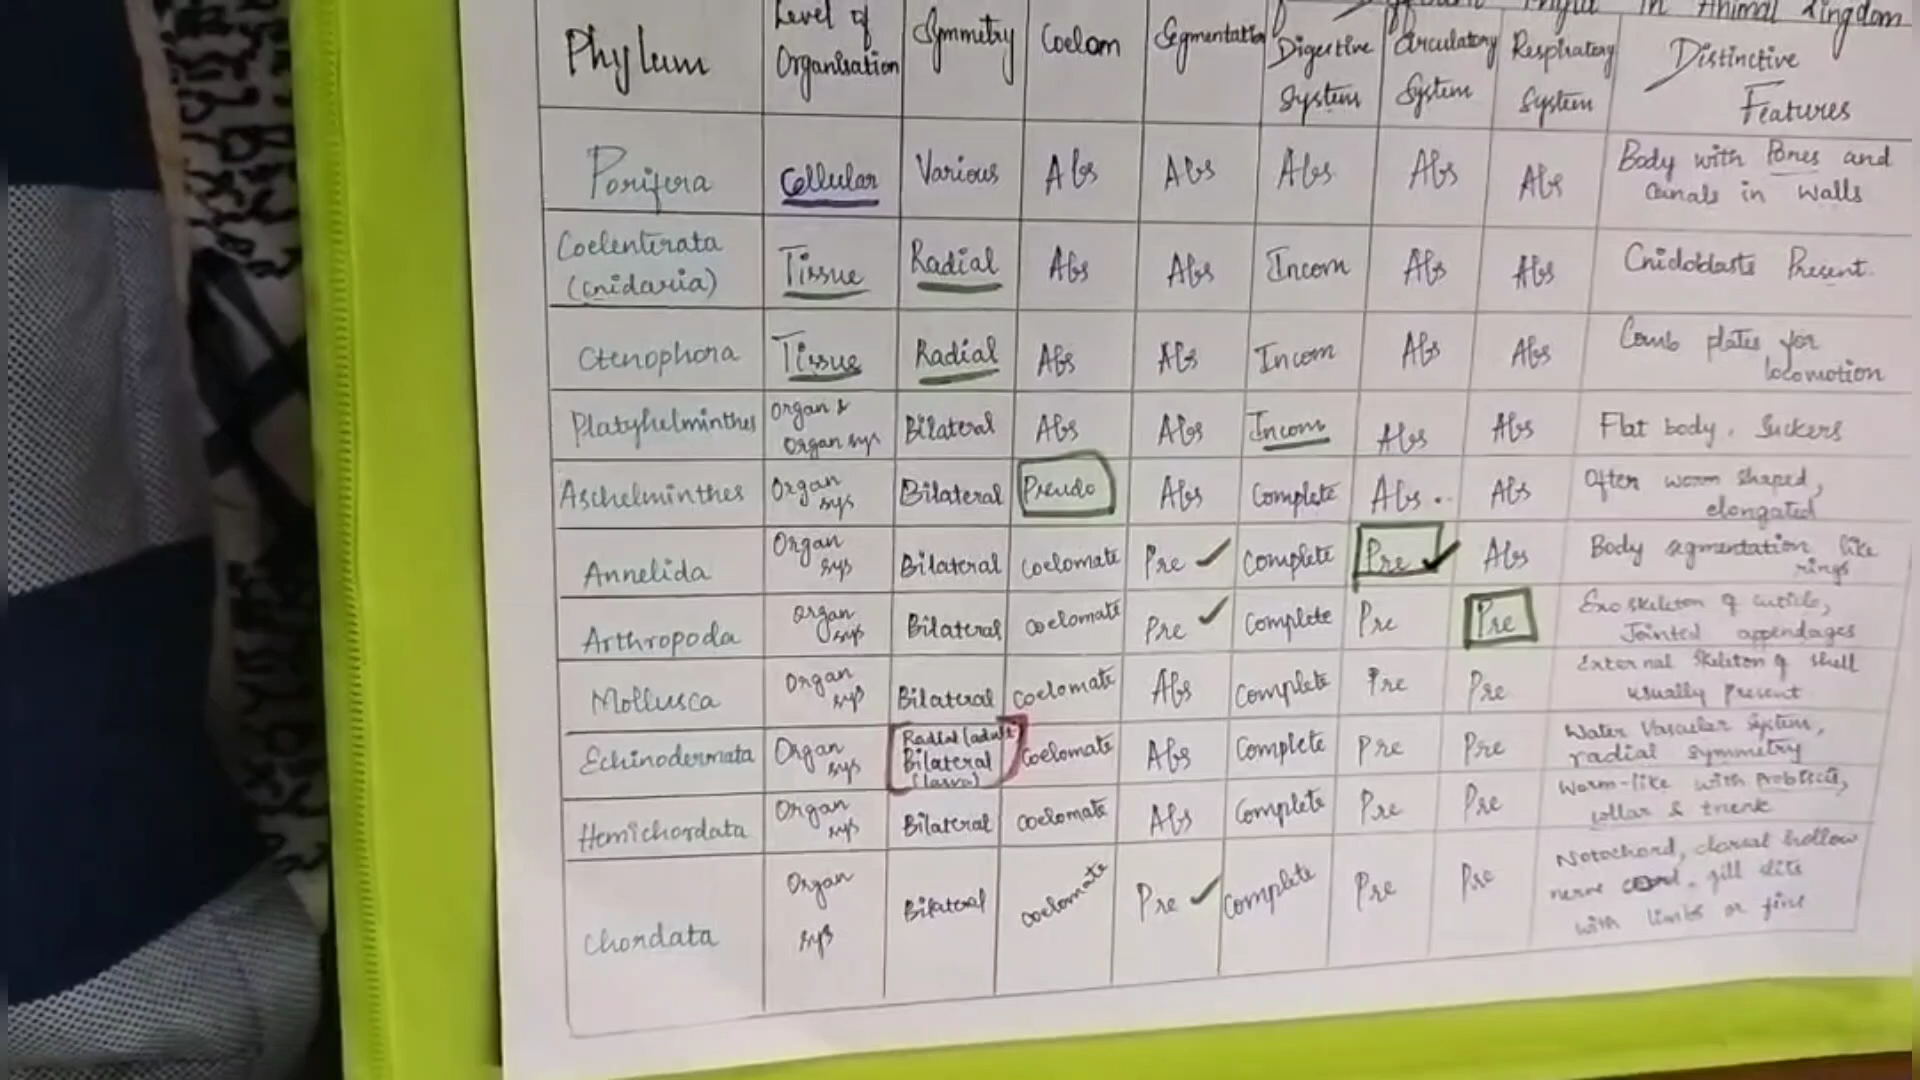 Phyla in Animal Kingdom
Phylum
Level of
Organisation
Symmetry
Coelom
Segmentation
Digestive
System
Circulatory
System
Respiratory
System
Distinctive
Features
Porifera
Cellular
Various
Abs
Abs
Abs
Abs
Abs
Body with Pores and
Canals in walls
Coelenterata
(Cnidaria)
Tissue
Radial
Abs
Abs
Incom
Abs
Abs
Cnidoblasts Present.
Ctenophora
Tissue
Radial
Abs
Abs
Incom
Abs
Abs
Comb plates for
locomotion
Platyhelminthes
Organ &
Organ sys
Bilateral
Abs
Abs
Incom
Abs
Abs
Flat body, Suckers
Aschelminthes
Organ
sys
Bilateral
Pseudo
Abs
Complete
Abs
Abs
Often worm shaped,
elongated
Annelida
Organ
sys
Bilateral
Coelomate
Pre ✓
Complete
Pre ✓
Abs
Body segmentation like
rings
Arthropoda
Organ
sys
Bilateral
Coelomate
Pre ✓
Complete
Pre
Pre
Exoskeleton of cuticle,
Jointed appendages
Mollusca
Organ
sys
Bilateral
Coelomate
Abs
Complete
Pre
Pre
External Skeleton of shell
usually present
Echinodermata
Organ
sys
Radial (adult
Bilateral
(larva)
Coelomate
Abs
Complete
Pre
Pre
Water Vascular System,
radial symmetry
Hemichordata
Organ
sys
Bilateral
Coelomate
Abs
Complete
Pre
Pre
Worm-like with
collar & trunk
Chordata
Organ
sys
Bilateral
Coelomate
Pre ✓
Complete
Pre
Pre
Notochord, dorsal hollow
nerve cord, gill slits
with limbs or fins